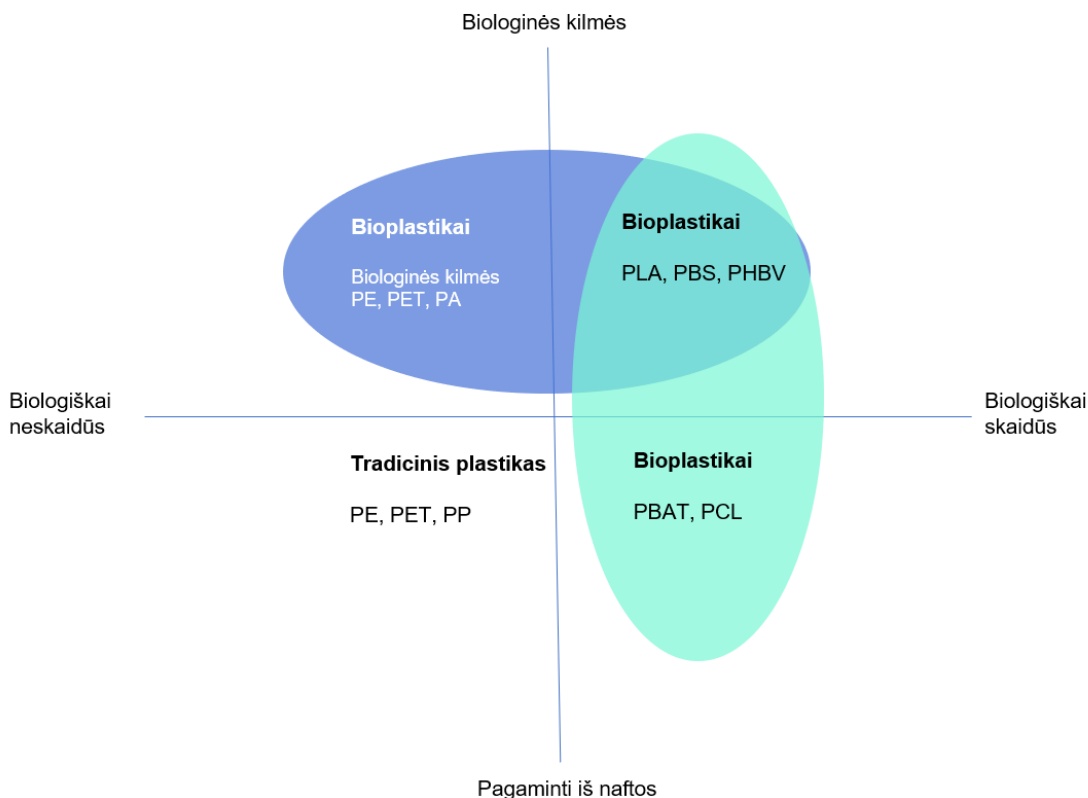 Biologinės kilmės
Bioplastikai
Biologinės kilmės
PE, PET, PA
Bioplastikai
PLA, PBS, PHBV
Biologiškai
neskaidūs
Biologiškai
skaidūs
Tradicinis plastikas
PE, PET, PP
Bioplastikai
PBAT, PCL
Pagaminti iš naftos